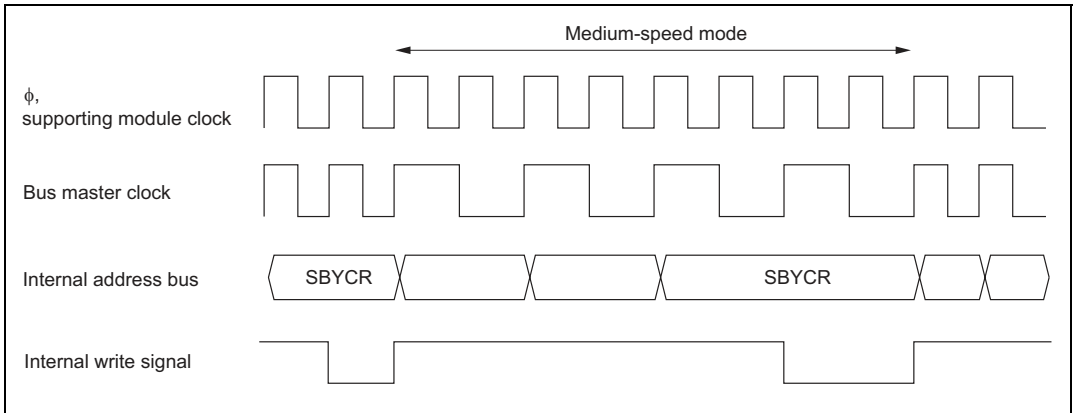 Medium-speed mode
ϕ,
supporting module clock
Bus master clock
Internal address bus
SBYCR
SBYCR
Internal write signal